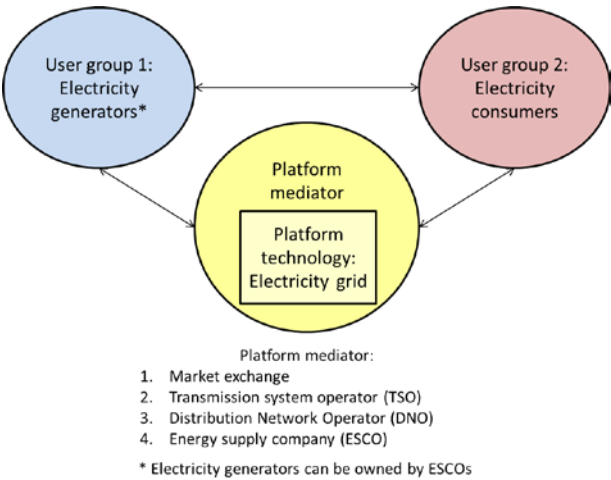 User group 1:
Electricity
generators*
User group 2:
Electricity
consumers
Platform
mediator
Platform
technology:
Electricity grid
Platform mediator:
1. Market exchange
2. Transmission system operator (TSO)
3. Distribution Network Operator (DNO)
4. Energy supply company (ESCO)
* Electricity generators can be owned by ESCOs